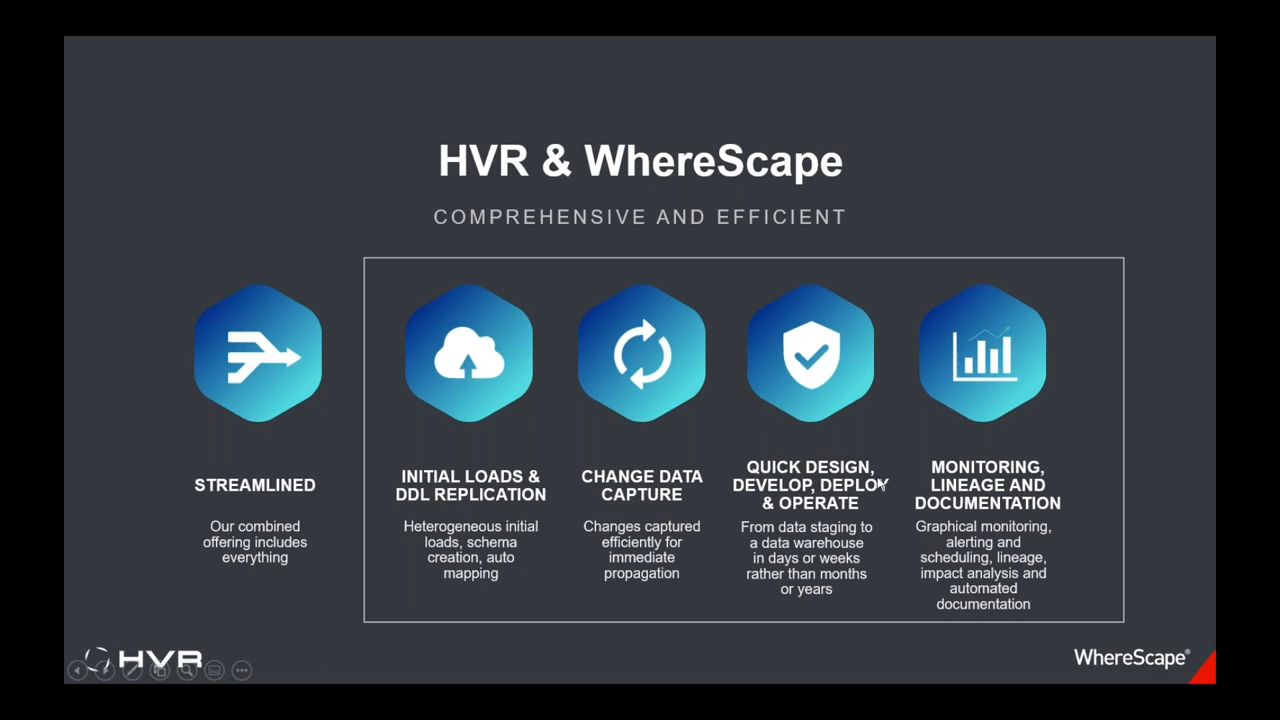 HVR & WhereScape
COMPREHENSIVE AND EFFICIENT
STREAMLINED
Our combined
offering includes
everything
INITIAL LOADS &
DDL REPLICATION
Heterogeneous initial
loads, schema
creation, auto
mapping
CHANGE DATA
CAPTURE
Changes captured
efficiently for
immediate
propagation
QUICK DESIGN,
DEVELOP, DEPLOY
& OPERATE
From data staging to
a data warehouse
in days or weeks
rather than months
or years
MONITORING,
LINEAGE AND
DOCUMENTATION
Graphical monitoring,
alerting and
scheduling, lineage,
impact analysis and
automated
documentation
HVR
WhereScape®